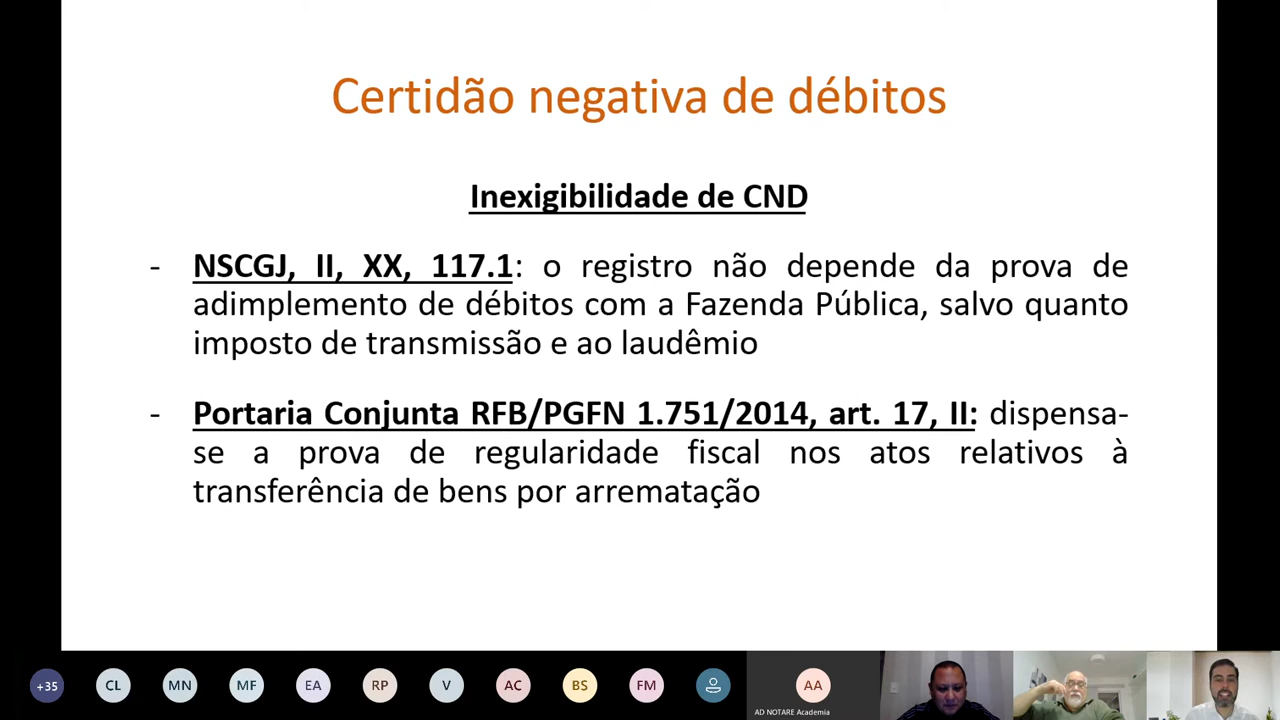 Certidão negativa de débitos
Inexigibilidade de CND
- NSCGJ, II, XX, 117.1: o registro não depende da prova de
adimplemento de débitos com a Fazenda Pública, salvo quanto
imposto de transmissão e ao laudêmio
- Portaria Conjunta RFB/PGFN 1.751/2014, art. 17, II: dispensa-
se a prova de regularidade fiscal nos atos relativos à
transferência de bens por arrematação
+35 CL MN MF EA RP V AC BS FM AA
AD NOTARE Academia